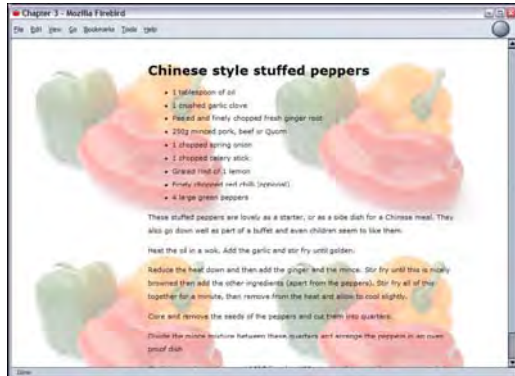 Chapter 3 - Mozilla Firebird
File Edit View Go Bookmarks Tools Help
Chinese style stuffed peppers
1 tablespoon of oil
1 crushed garlic clove
Peeled and finely chopped fresh ginger root
250g minced pork, beef or Quorn
1 chopped spring onion
1 chopped celery stick
Grated rind of 1 lemon
Finely chopped red chilli (optional)
4 large green peppers
These stuffed peppers are lovely as a starter, or as a side dish for a Chinese meal. They
also go down well as part of a buffet and even children seem to like them.
Heat the oil in a wok. Add the garlic and stir fry until golden.
Reduce the heat down and then add the ginger and the mince. Stir fry until this is nicely
browned then add the other ingredients (apart from the peppers). Stir fry all of this
together for a minute, then remove from the heat and allow to cool slightly.
Core and remove the seeds of the peppers and cut them into quarters.
Divide the mince mixture between these quarters and arrange the peppers in an oven
proof dish
Done